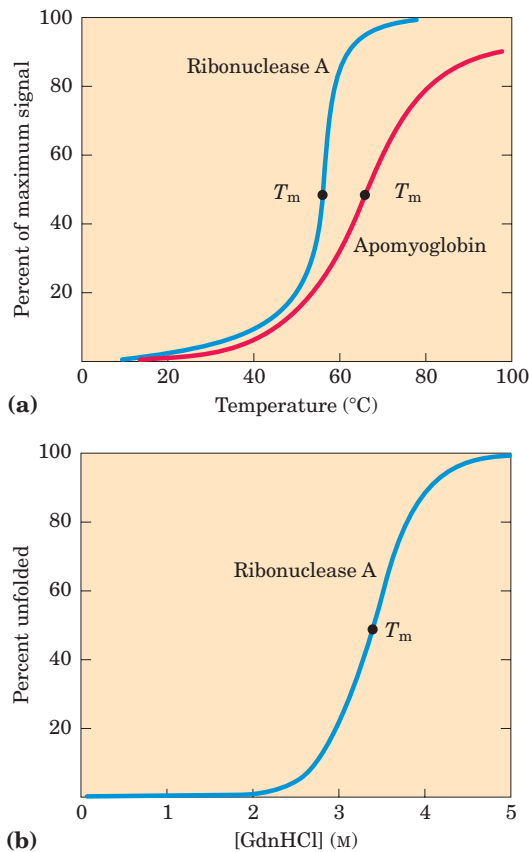 100
80
60
40
20
Percent of maximum signal
Ribonuclease A
Tm
Tm
Apomyoglobin
0 20 40 60 80 100
(a) Temperature (°C)
100
80
60
40
20
Percent unfolded
Ribonuclease A
Tm
0 1 2 3 4 5
(b) [GdnHCl] (M)